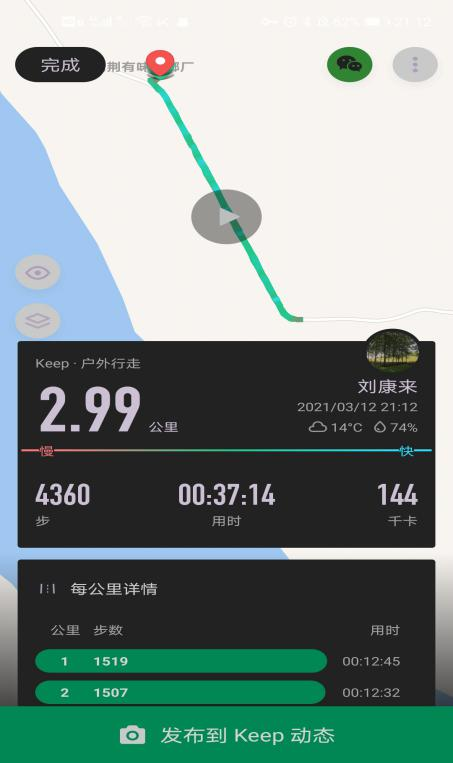 62% 21:12
完成
荆有味
厂
Keep · 户外行走
2.99 公里
刘康来
2021/03/12 21:12
14°C 74%
慢 快
4360 00:37:14 144
步 用时 千卡
每公里详情
公里 步数 用时
1 1519 00:12:45
2 1507 00:12:32
发布到 Keep 动态